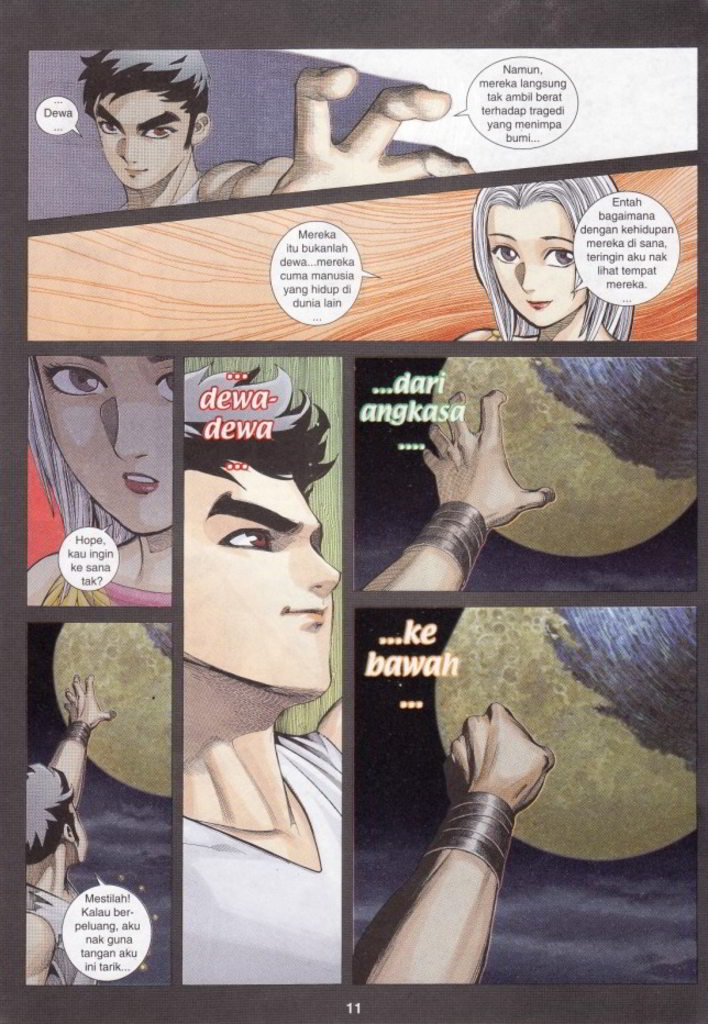 ...
Dewa
...
Namun,
mereka langsung
tak ambil berat
terhadap tragedi
yang menimpa
bumi...
Mereka
itu bukanlah
dewa...mereka
cuma manusia
yang hidup di
dunia lain
...
Entah
bagaimana
dengan kehidupan
mereka di sana,
teringin aku nak
lihat tempat
mereka.
...
Hope,
kau ingin
ke sana
tak?
Mestilah!
Kalau ber-
peluang, aku
nak guna
tangan aku
ini tarik...
...
dewa-
dewa
...
...dari
angkasa
....
...ke
bawah
...
11